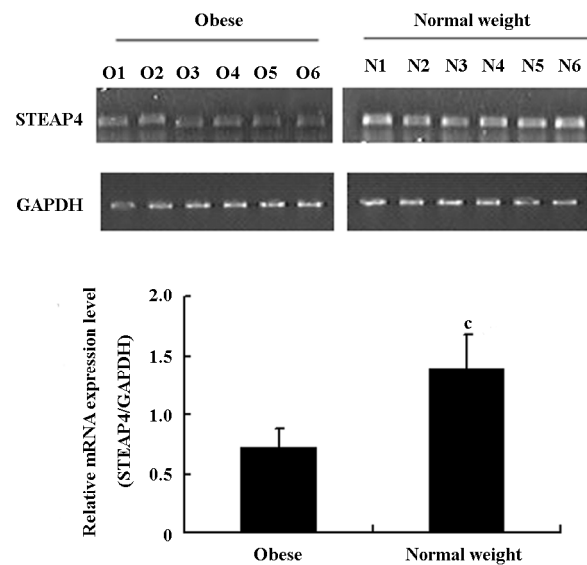 Obese Normal weight
O1 O2 O3 O4 O5 O6 N1 N2 N3 N4 N5 N6
STEAP4
GAPDH
Relative mRNA expression level
(STEAP4/GAPDH)
2.0
1.5
1.0
0.5
0
c
Obese Normal weight